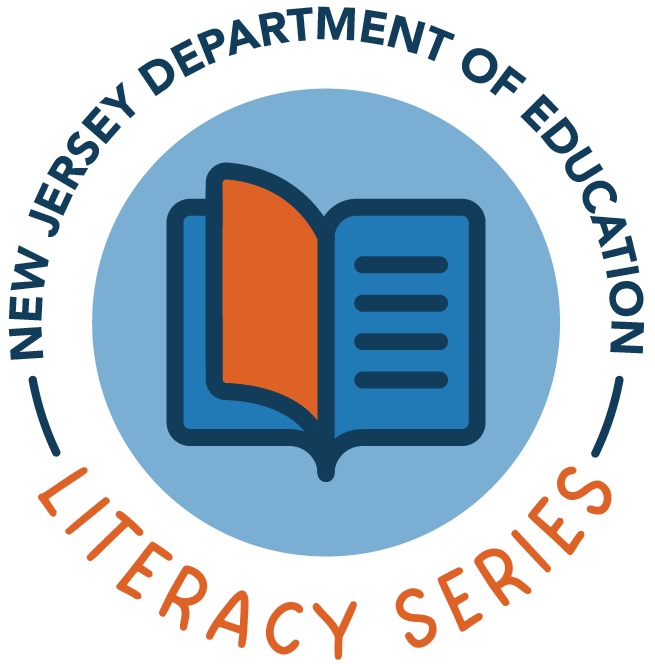 NEW JERSEY DEPARTMENT OF EDUCATION
LITERACY SERIES